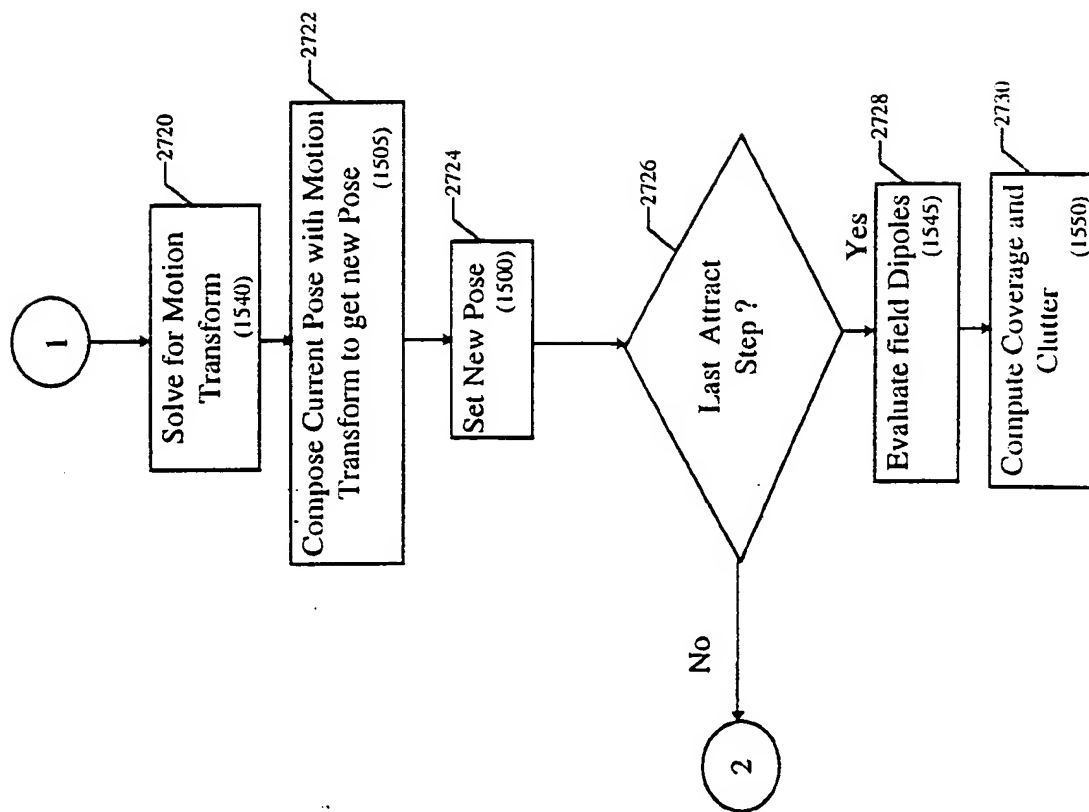 1
2720
Solve for Motion
Transform
(1540)
2722
Compose Current Pose with Motion
Transform to get new Pose
(1505)
2724
Set New Pose
(1500)
2726
Last Attract
Step ?
No
2
Yes
2728
Evaluate field Dipoles
(1545)
2730
Compute Coverage and
Clutter
(1550)